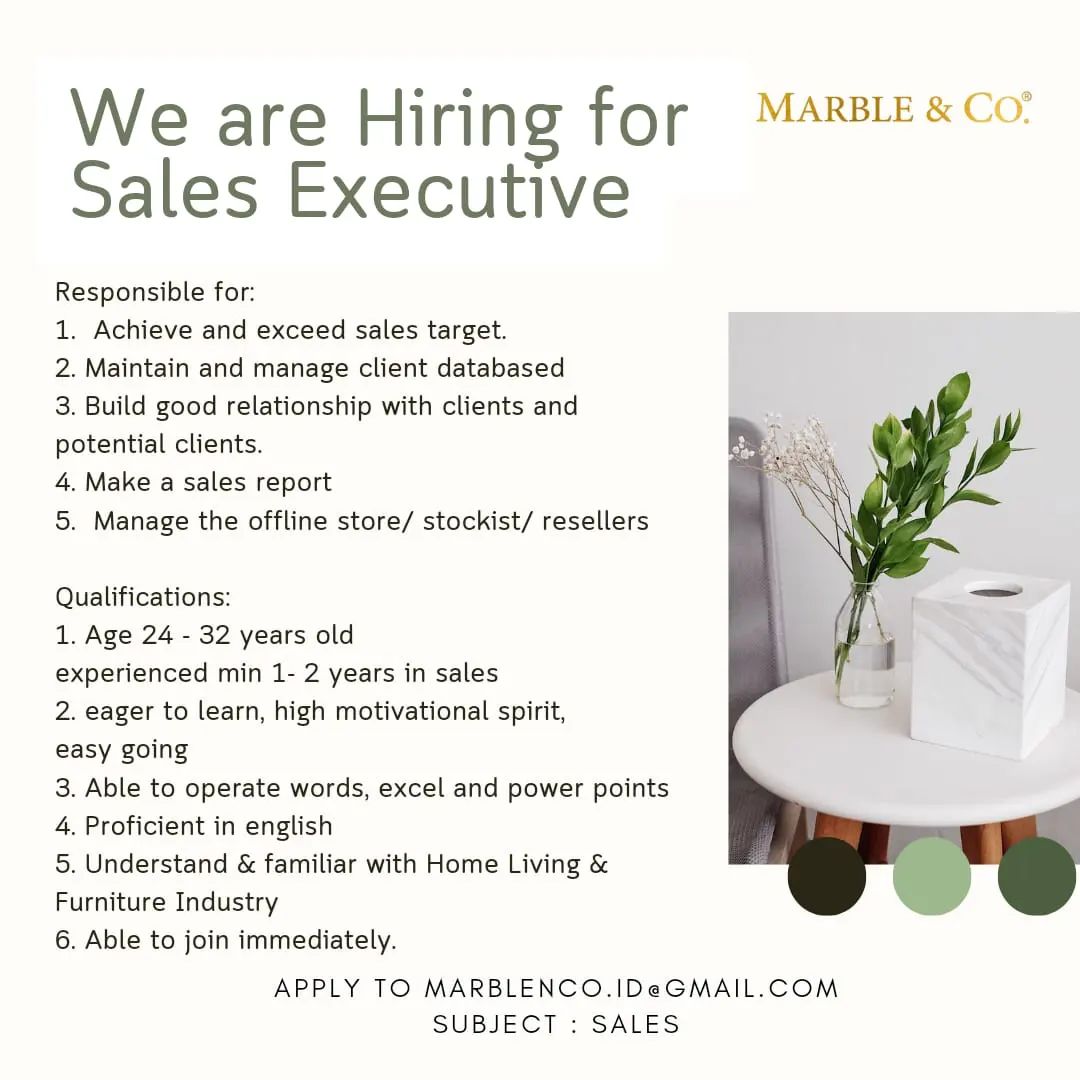 We are Hiring for
Sales Executive
MARBLE & CO.®
Responsible for:
1.  Achieve and exceed sales target.
2. Maintain and manage client databased
3. Build good relationship with clients and
potential clients.
4. Make a sales report
5.  Manage the offline store/ stockist/ resellers
Qualifications:
1. Age 24 - 32 years old
experienced min 1- 2 years in sales
2. eager to learn, high motivational spirit,
easy going
3. Able to operate words, excel and power points
4. Proficient in english
5. Understand & familiar with Home Living &
Furniture Industry
6. Able to join immediately.
APPLY TO MARBLENCO.ID@GMAIL.COM
SUBJECT : SALES